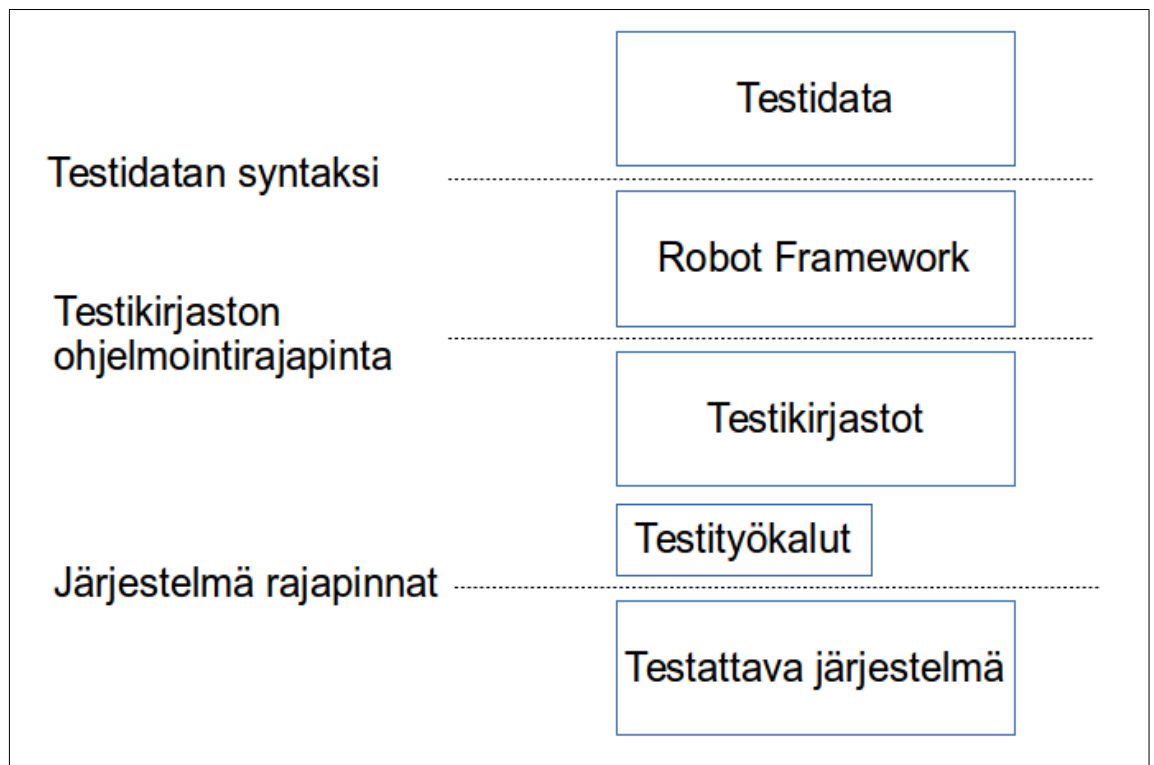 Testidata
Testidatan syntaksi
Robot Framework
Testikirjaston
ohjelmointirajapinta
Testikirjastot
Testityökalut
Järjestelmä rajapinnat
Testattava järjestelmä